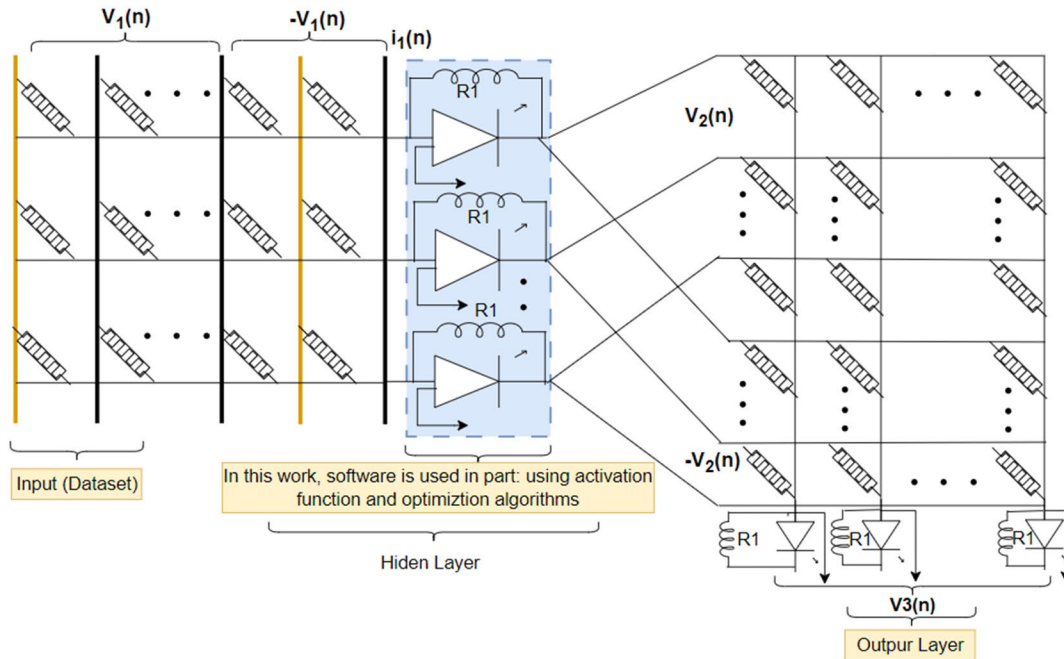 V1(n)
-V1(n)
i1(n)
R1
V2(n)
R1
R1
-V2(n)
Input (Dataset)
In this work, software is used in part: using activation
function and optimiztion algorithms
Hiden Layer
R1
R1
R1
V3(n)
Outpur Layer